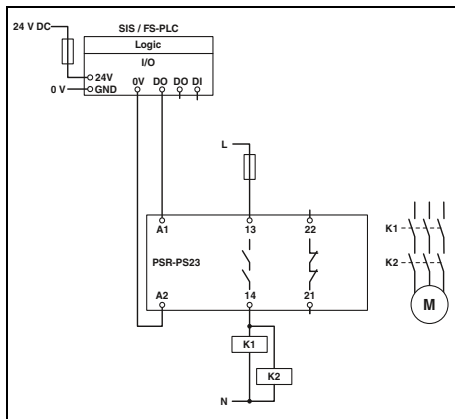 24 V DC
SIS / FS-PLC
Logic
I/O
24V
0 V GND
0V DO DO DI
L
A1 13 22
PSR-PS23
A2 14 21
K1
K2
K1
K2
M
N